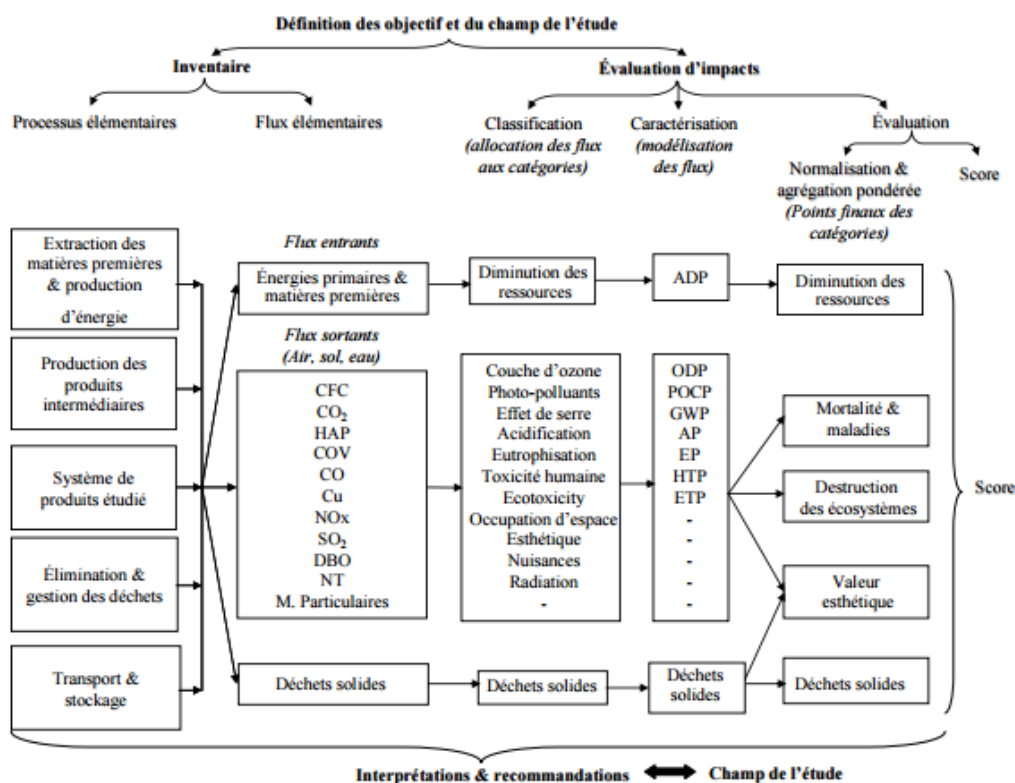 Définition des objectif et du champ de l'étude
Inventaire
Évaluation d'impacts
Processus élémentaires
Flux élémentaires
Classification
(allocation des flux
aux catégories)
Caractérisation
(modélisation
des flux)
Évaluation
Normalisation &
agrégation pondérée
(Points finaux des
catégories)
Score
Extraction des
matières premières
& production
d'énergie
Production des
produits
intermédiaires
Système de
produits étudié
Élimination &
gestion des déchets
Transport &
stockage
Flux entrants
Énergies primaires &
matières premières
Flux sortants
(Air, sol, eau)
CFC
CO₂
HAP
COV
CO
Cu
NOx
SO₂
DBO
NT
M. Particulaires
Déchets solides
Diminution des
ressources
Couche d'ozone
Photo-polluants
Effet de serre
Acidification
Eutrophisation
Toxicité humaine
Ecotoxicity
Occupation d'espace
Esthétique
Nuisances
Radiation
-
Déchets solides
ADP
ODP
POCP
GWP
AP
EP
HTP
ETP
-
-
-
-
-
Déchets
solides
Diminution des
ressources
Mortalité &
maladies
Destruction
des écosystèmes
Valeur
esthétique
Déchets solides
Score
Interprétations & recommandations
Champ de l'étude